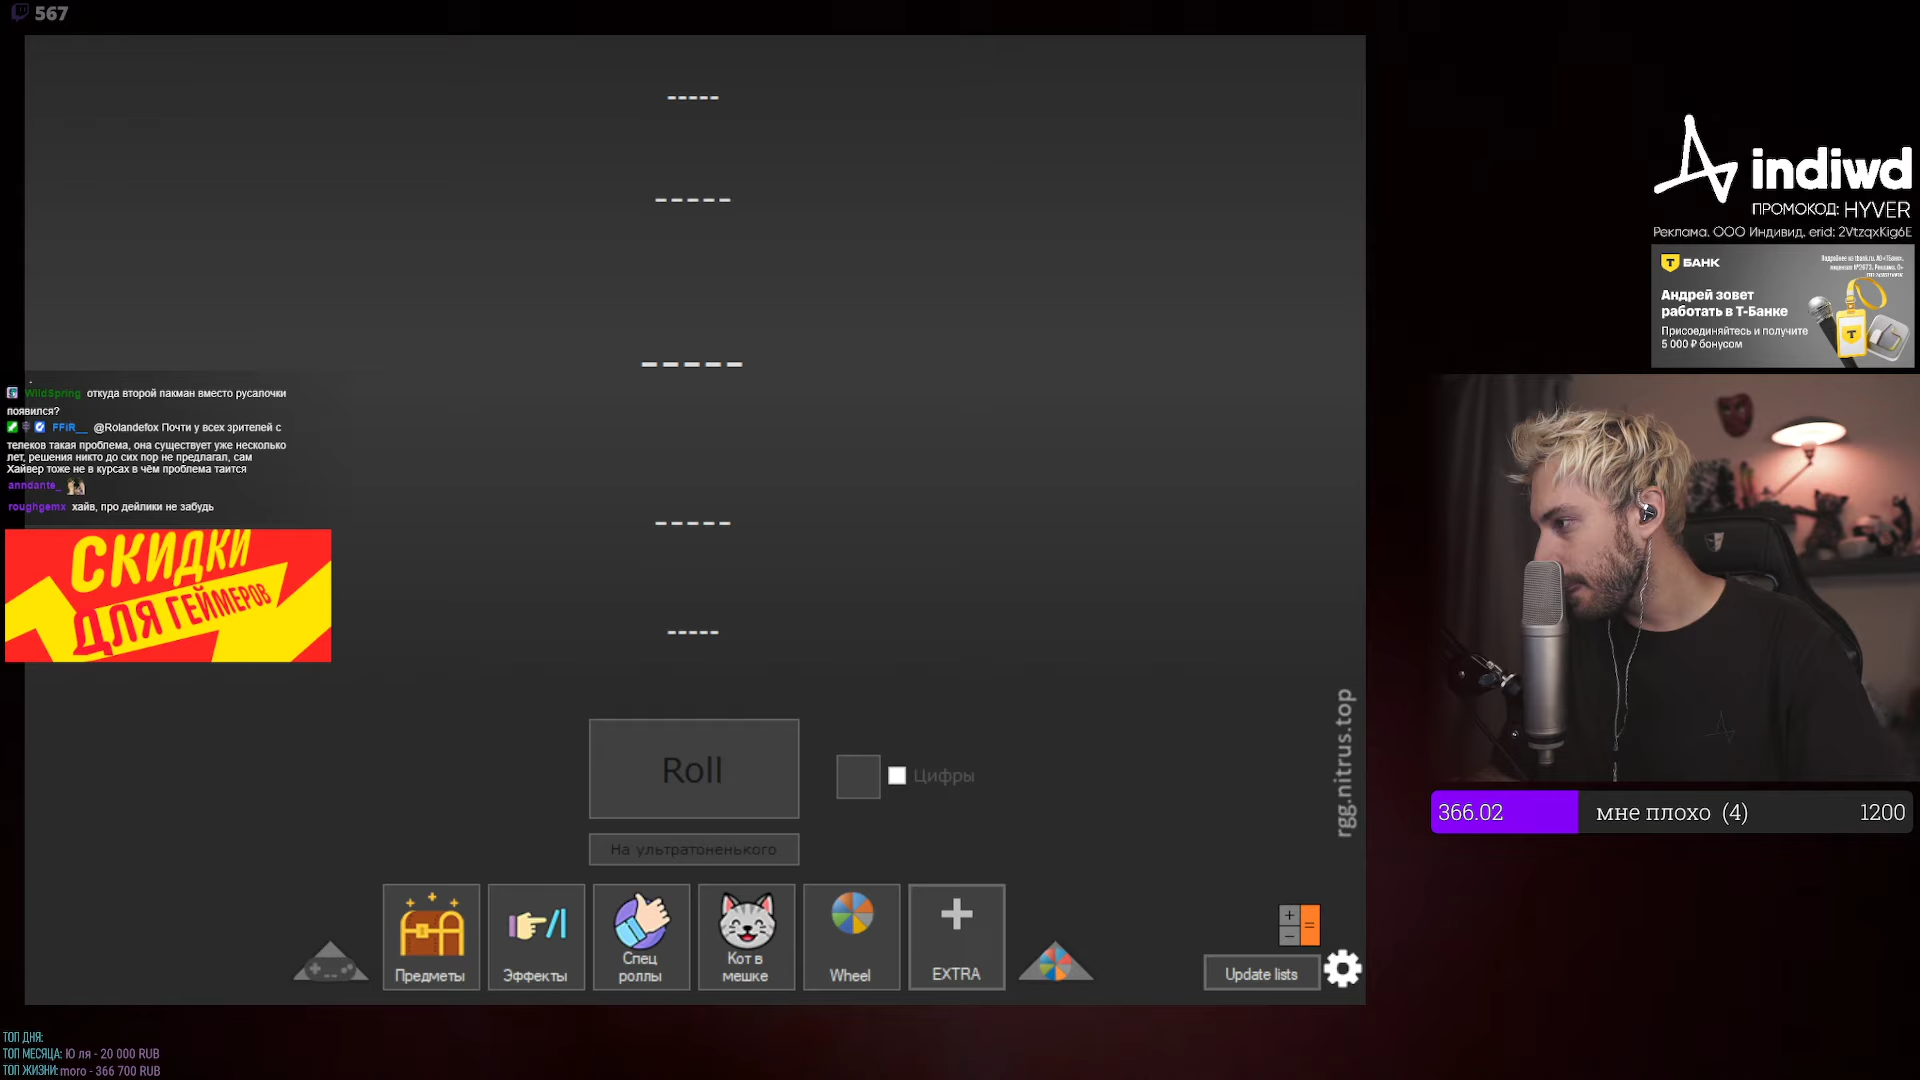 567
-----
-----
-----
-----
-----
WildSpring откуда второй пакман вместо русалочки
появился?
FFiR__ @Rolandefox Почти у всех зрителей с
телеков такая проблема, она существует уже несколько
лет, решения никто до сих пор не предлагал, сам
Хайвер тоже не в курсах в чём проблема таится
anndante_
roughgemx хайв, про дейлики не забудь
СКИДКИ
ДЛЯ ГЕЙМЕРОВ
Roll
Цифры
На ультратоненького
Предметы
Эффекты
Спец
роллы
Кот в
мешке
Wheel
EXTRA
Update lists
rgg.nitrus.top
indiwd
ПРОМОКОД: HYVER
Реклама. ООО Индивид. erid: 2VtzqxKig6E
Т БАНК
Андрей зовет
работать в Т-Банке
Присоединяйтесь и получите
5 000 ₽ бонусом
366.02 мне плохо (4) 1200
ТОП ДНЯ:
ТОП МЕСЯЦА: Ю ля - 20 000 RUB
ТОП ЖИЗНИ: moro - 366 700 RUB